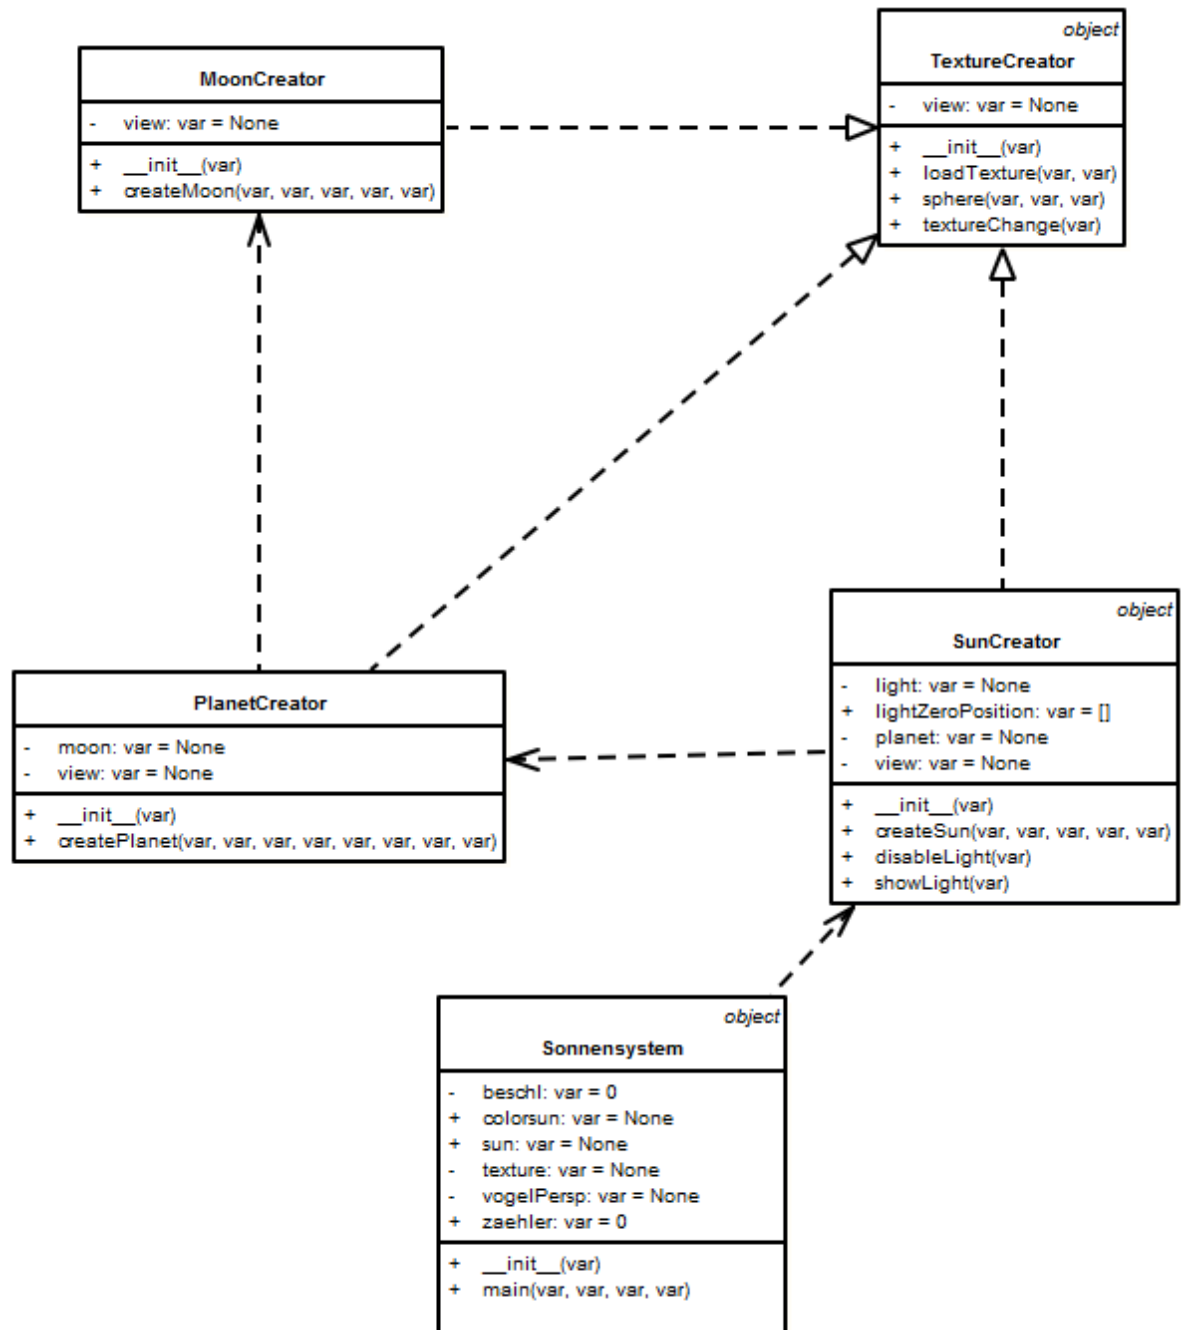 MoonCreator
- view: var = None
+ __init__(var)
+ createMoon(var, var, var, var, var)
object
TextureCreator
- view: var = None
+ __init__(var)
+ loadTexture(var, var)
+ sphere(var, var, var)
+ textureChange(var)
PlanetCreator
- moon: var = None
- view: var = None
+ __init__(var)
+ createPlanet(var, var, var, var, var, var, var, var)
object
SunCreator
- light: var = None
+ lightZeroPosition: var = []
- planet: var = None
- view: var = None
+ __init__(var)
+ createSun(var, var, var, var, var)
+ disableLight(var)
+ showLight(var)
object
Sonnensystem
- beschl: var = 0
+ colorsun: var = None
+ sun: var = None
- texture: var = None
- vogelPersp: var = None
+ zaehler: var = 0
+ __init__(var)
+ main(var, var, var, var)